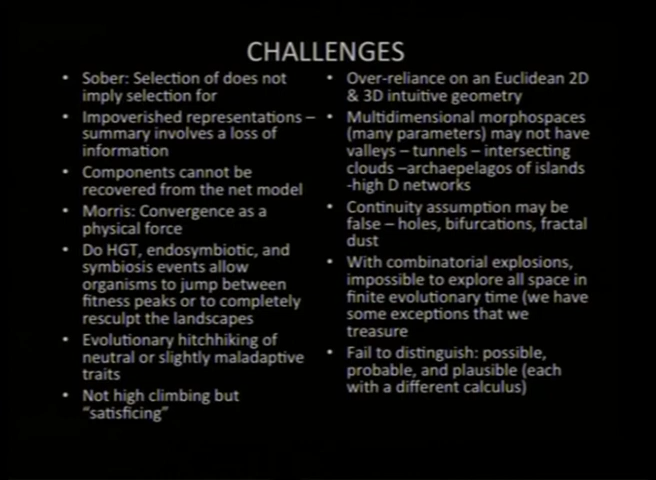 CHALLENGES
• Sober: Selection of does not
imply selection for
• Impoverished representations –
summary involves a loss of
information
• Components cannot be
recovered from the net model
• Morris: Convergence as a
physical force
• Do HGT, endosymbiotic, and
symbiosis events allow
organisms to jump between
fitness peaks or to completely
resculpt the landscapes
• Evolutionary hitchhiking of
neutral or slightly maladaptive
traits
• Not high climbing but
“satisficing”
• Over-reliance on an Euclidean 2D
& 3D intuitive geometry
• Multidimensional morphospaces
(many parameters) may not have
valleys – tunnels – intersecting
clouds –archaepelagos of islands
-high D networks
• Continuity assumption may be
false – holes, bifurcations, fractal
dust
• With combinatorial explosions,
impossible to explore all space in
finite evolutionary time (we have
some exceptions that we
treasure
• Fail to distinguish: possible,
probable, and plausible (each
with a different calculus)